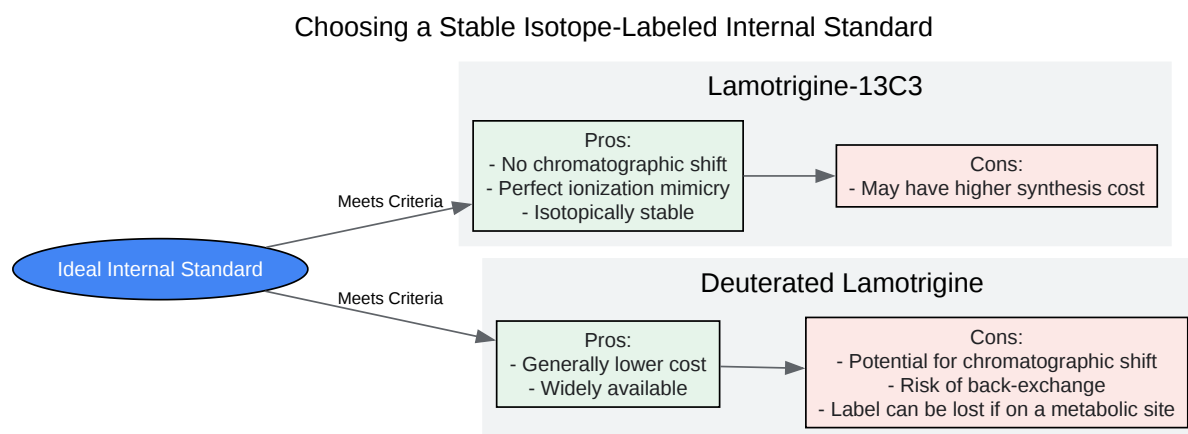 Choosing a Stable Isotope-Labeled Internal Standard
Lamotrigine-13C3
Pros:
- No chromatographic shift
- Perfect ionization mimicry
- Isotopically stable
Cons:
- May have higher synthesis cost
Meets Criteria
Ideal Internal Standard
Meets Criteria
Deuterated Lamotrigine
Pros:
- Generally lower cost
- Widely available
Cons:
- Potential for chromatographic shift
- Risk of back-exchange
- Label can be lost if on a metabolic site